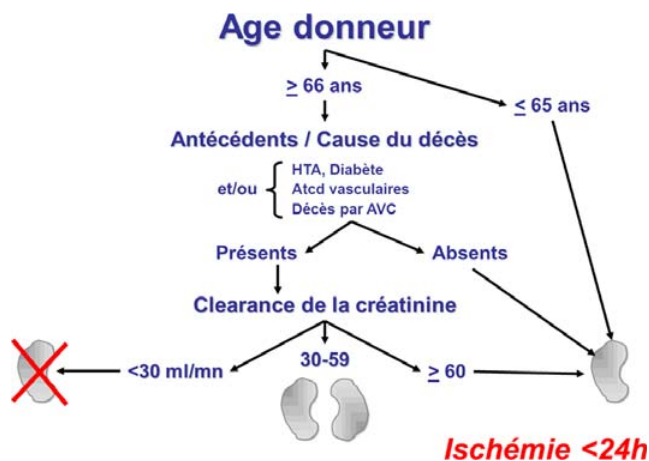 Age donneur
≥ 66 ans
≤ 65 ans
Antécédents / Cause du décès
et/ou
HTA, Diabète
Atcd vasculaires
Décès par AVC
Présents
Absents
Clearance de la créatinine
<30 ml/mn
30-59
≥ 60
Ischémie <24h